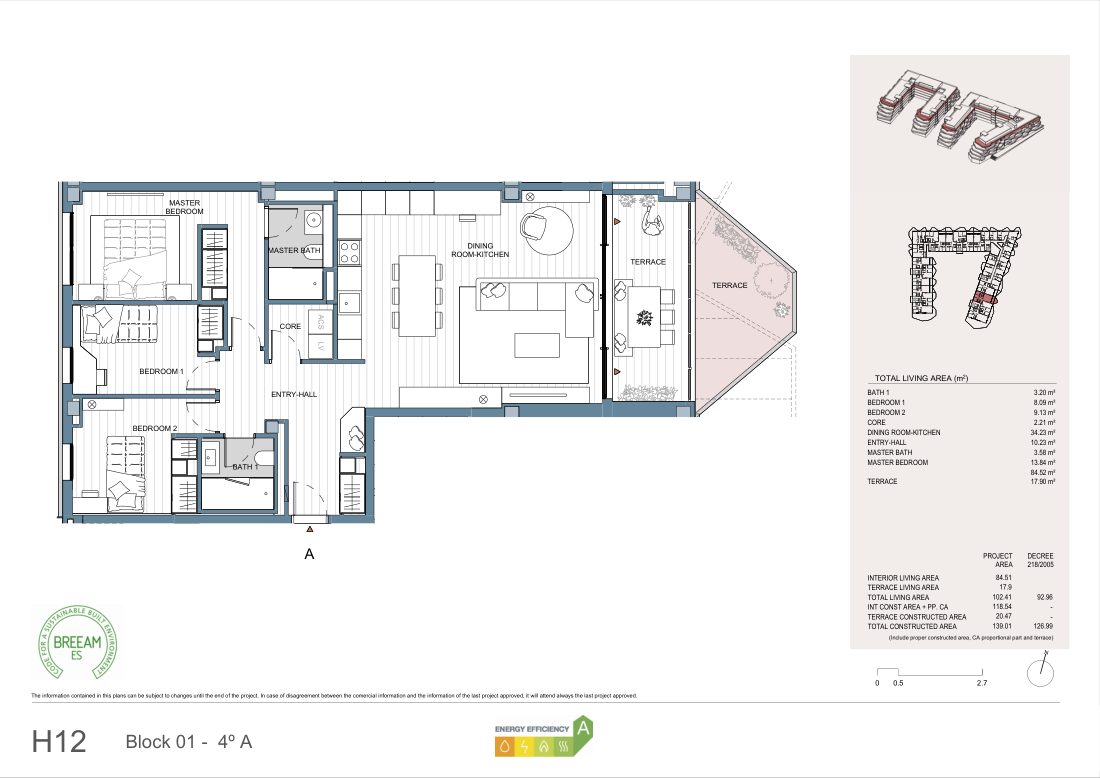 MASTER
BEDROOM
MASTER BATH
DINING
ROOM-KITCHEN
TERRACE
TERRACE
CORE
ACS
LV
BEDROOM 1
ENTRY-HALL
BEDROOM 2
BATH 1
A
TOTAL LIVING AREA (m²)
BATH 1 3.20 m²
BEDROOM 1 8.09 m²
BEDROOM 2 9.13 m²
CORE 2.21 m²
DINING ROOM-KITCHEN 34.23 m²
ENTRY-HALL 10.23 m²
MASTER BATH 3.58 m²
MASTER BEDROOM 13.84 m²
84.52 m²
TERRACE 17.90 m²
PROJECT AREA DECREE 218/2005
INTERIOR LIVING AREA 84.51
TERRACE LIVING AREA 17.9
TOTAL LIVING AREA 102.41 92.96
INT CONST AREA + PP. CA 118.54 -
TERRACE CONSTRUCTED AREA 20.47 -
TOTAL CONSTRUCTED AREA 139.01 126.99
(Include proper constructed area, CA proportional part and terrace)
N
0 0.5 2.7
CODE FOR A SUSTAINABLE BUILT ENVIRONMENT
BREEAM
ES
The information contained in this plans can be subject to changes until the end of the project. In case of disagreement between the comercial information and the information of the last project approved, it will attend always the last project approved.
H12 Block 01 - 4º A
ENERGY EFFICIENCY A